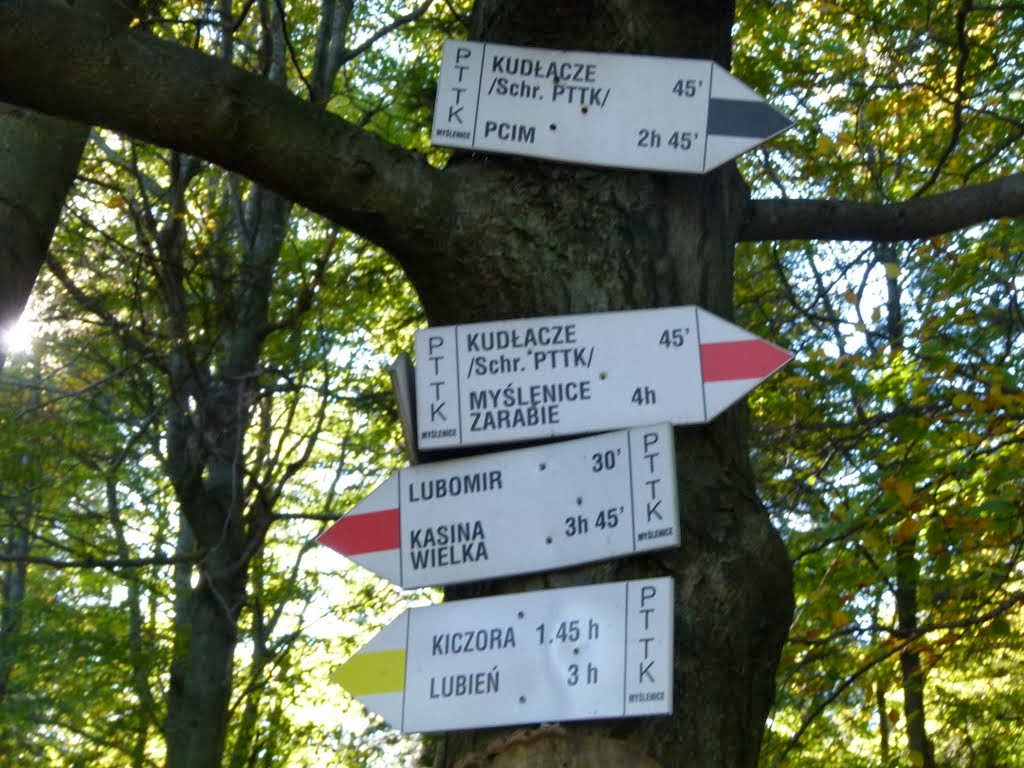 PTTK
MYŚLENICE
KUDŁACZE 45'
/Schr. PTTK/
PCIM 2h 45'
PTTK
MYŚLENICE
KUDŁACZE 45'
/Schr. PTTK/
MYŚLENICE 4h
ZARABIE
LUBOMIR 30'
KASINA 3h 45'
WIELKA
PTTK
MYŚLENICE
KICZORA 1.45 h
LUBIEŃ 3 h
PTTK
MYŚLENICE